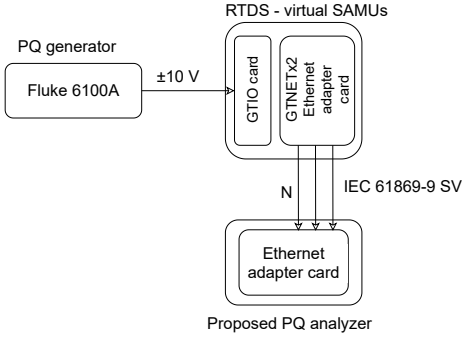 RTDS - virtual SAMUs
PQ generator
Fluke 6100A
±10 V
GTIO card
GTNETx2
Ethernet
adapter
card
N
IEC 61869-9 SV
Ethernet
adapter card
Proposed PQ analyzer